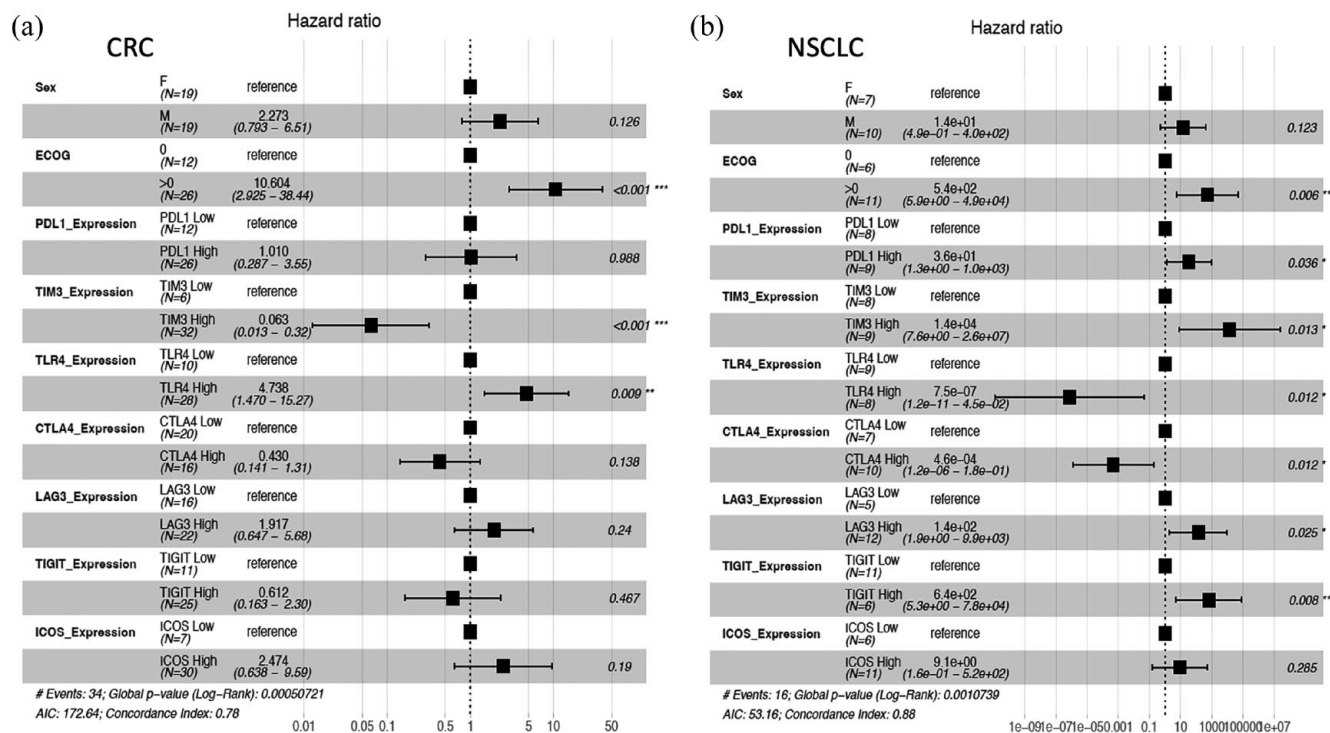 (a)
CRC
Hazard ratio
Sex F (N=19) reference
M (N=19) 2.273 (0.793 – 6.51) 0.126
ECOG 0 (N=12) reference
>0 (N=26) 10.604 (2.925 – 38.44) <0.001 ***
PDL1_Expression PDL1 Low (N=12) reference
PDL1 High (N=26) 1.010 (0.287 – 3.55) 0.988
TIM3_Expression TIM3 Low (N=6) reference
TIM3 High (N=32) 0.063 (0.013 – 0.32) <0.001 ***
TLR4_Expression TLR4 Low (N=10) reference
TLR4 High (N=28) 4.738 (1.470 – 15.27) 0.009 **
CTLA4_Expression CTLA4 Low (N=20) reference
CTLA4 High (N=16) 0.430 (0.141 – 1.31) 0.138
LAG3_Expression LAG3 Low (N=16) reference
LAG3 High (N=22) 1.917 (0.647 – 5.68) 0.24
TIGIT_Expression TIGIT Low (N=11) reference
TIGIT High (N=25) 0.612 (0.163 – 2.30) 0.467
ICOS_Expression ICOS Low (N=7) reference
ICOS High (N=30) 2.474 (0.638 – 9.59) 0.19
# Events: 34; Global p−value (Log−Rank): 0.00050721
AIC: 172.64; Concordance Index: 0.78
0.01 0.05 0.1 0.5 1 5 10 50
(b)
NSCLC
Hazard ratio
Sex F (N=7) reference
M (N=10) 1.4e+01 (4.9e−01 – 4.0e+02) 0.123
ECOG 0 (N=6) reference
>0 (N=11) 5.4e+02 (5.9e+00 – 4.9e+04) 0.006 **
PDL1_Expression PDL1 Low (N=8) reference
PDL1 High (N=9) 3.6e+01 (1.3e+00 – 1.0e+03) 0.036 *
TIM3_Expression TIM3 Low (N=8) reference
TIM3 High (N=9) 1.4e+04 (7.6e+00 – 2.6e+07) 0.013 *
TLR4_Expression TLR4 Low (N=9) reference
TLR4 High (N=8) 7.5e−07 (1.2e−11 – 4.5e−02) 0.012 *
CTLA4_Expression CTLA4 Low (N=7) reference
CTLA4 High (N=10) 4.6e−04 (1.2e−06 – 1.8e−01) 0.012 *
LAG3_Expression LAG3 Low (N=5) reference
LAG3 High (N=12) 1.4e+02 (1.9e+00 – 9.9e+03) 0.025 *
TIGIT_Expression TIGIT Low (N=11) reference
TIGIT High (N=6) 6.4e+02 (5.3e+00 – 7.8e+04) 0.008 **
ICOS_Expression ICOS Low (N=6) reference
ICOS High (N=11) 9.1e+00 (1.6e−01 – 5.2e+02) 0.285
# Events: 16; Global p−value (Log−Rank): 0.0010739
AIC: 53.16; Concordance Index: 0.88
1e−091e−071e−050.001 0.1 10 10001000001e+07